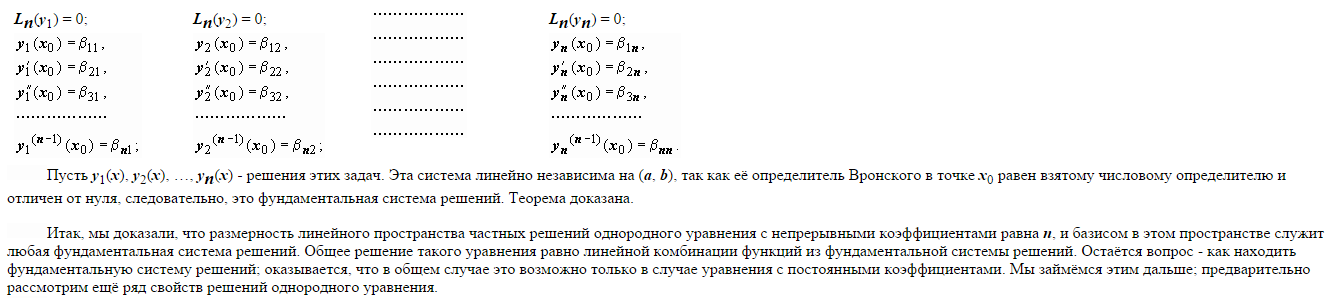 Lₙ(y₁) = 0; Lₙ(y₂) = 0; ...................... Lₙ(yₙ) = 0;
y₁(x₀) = β₁₁, y₂(x₀) = β₁₂, ...................... yₙ(x₀) = β₁ₙ,
y₁′(x₀) = β₂₁, y₂′(x₀) = β₂₂, ...................... yₙ′(x₀) = β₂ₙ,
y₁″(x₀) = β₃₁, y₂″(x₀) = β₃₂, ...................... yₙ″(x₀) = β₃ₙ,
.................... .................... ...................... ....................
y₁⁽ⁿ⁻¹⁾(x₀) = βₙ₁; y₂⁽ⁿ⁻¹⁾(x₀) = βₙ₂; ...................... yₙ⁽ⁿ⁻¹⁾(x₀) = βₙₙ.
Пусть y₁(x), y₂(x), …, yₙ(x) - решения этих задач. Эта система линейно независима на (a, b), так как её определитель Вронского в точке x₀ равен взятому числовому определителю и
отличен от нуля, следовательно, это фундаментальная система решений. Теорема доказана.
Итак, мы доказали, что размерность линейного пространства частных решений однородного уравнения с непрерывными коэффициентами равна n, и базисом в этом пространстве служит
любая фундаментальная система решений. Общее решение такого уравнения равно линейной комбинации функций из фундаментальной системы решений. Остаётся вопрос - как находить
фундаментальную систему решений; оказывается, что в общем случае это возможно только в случае уравнения с постоянными коэффициентами. Мы займёмся этим дальше; предварительно
рассмотрим ещё ряд свойств решений однородного уравнения.